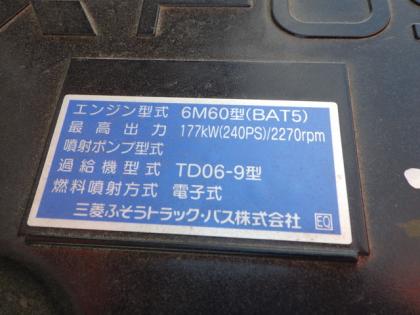 エンジン型式 6M60型(BAT5)
最高出力 177kW(240PS)/2270rpm
噴射ポンプ型式
過給機型式 TD06-9型
燃料噴射方式 電子式
三菱ふそうトラック・バス株式会社 EQ